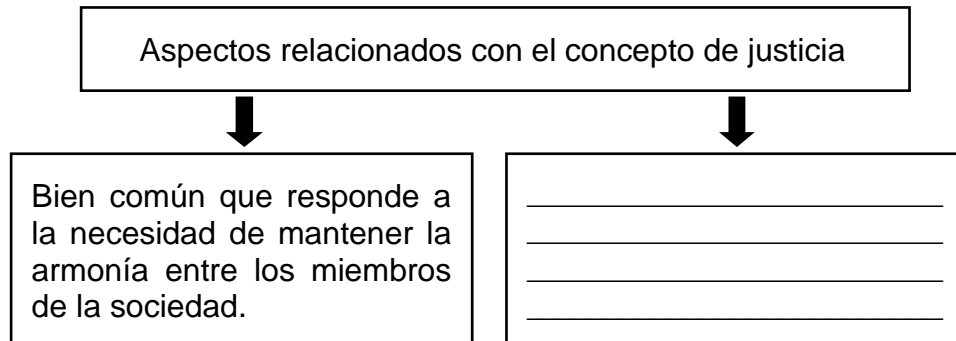 Aspectos relacionados con el concepto de justicia
Bien común que responde a
la necesidad de mantener la
armonía entre los miembros
de la sociedad.